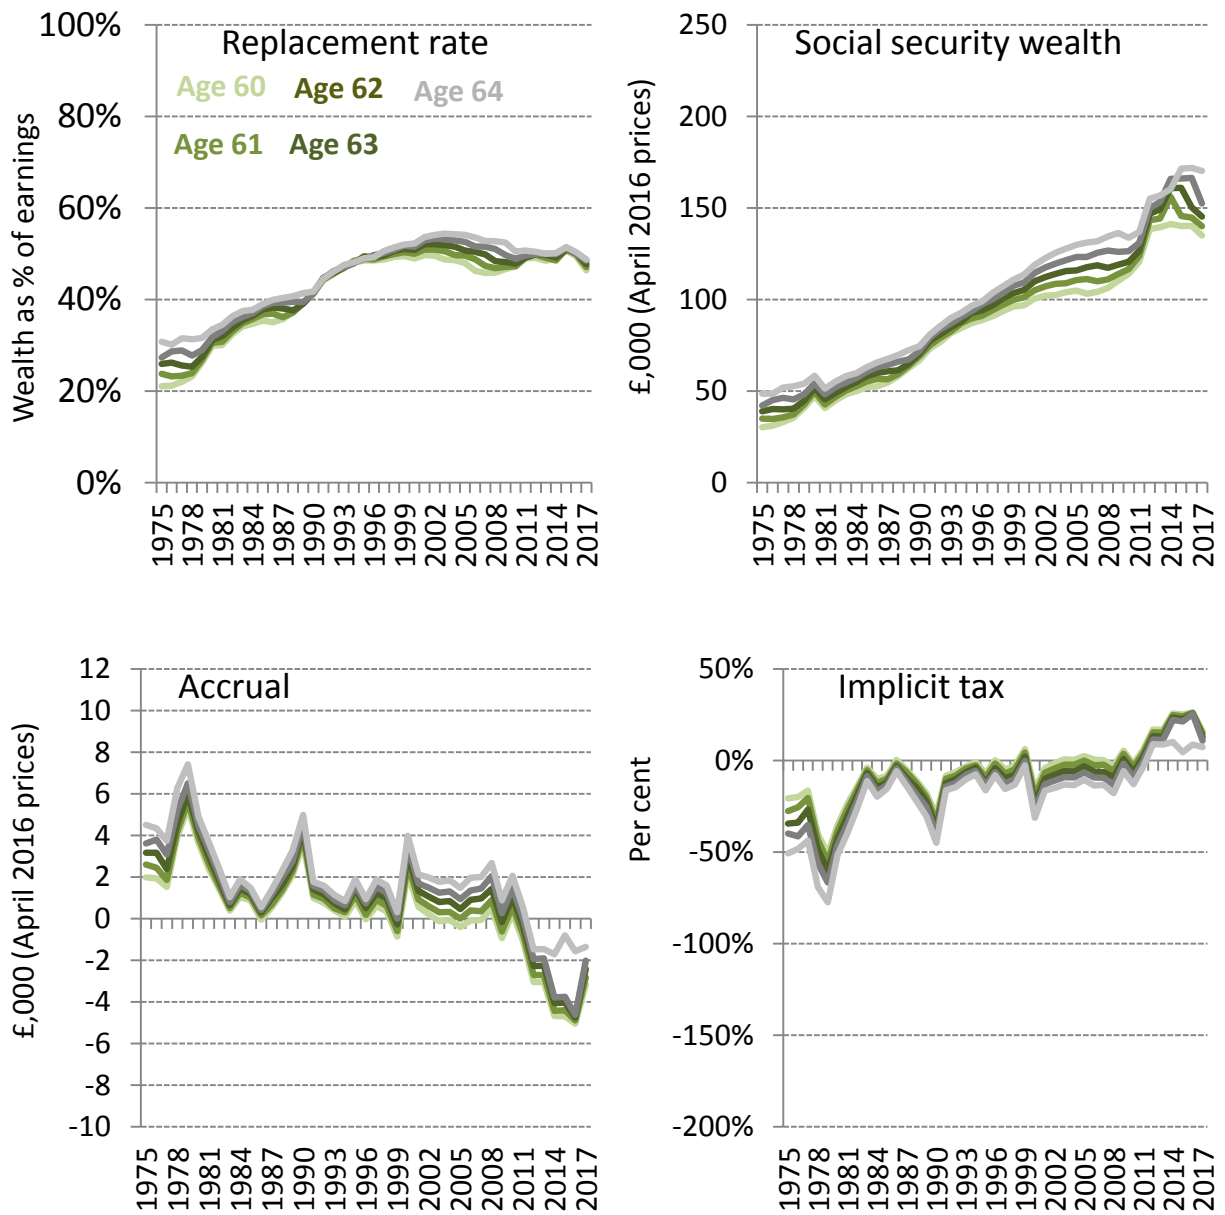 Replacement rate
Age 60 Age 62 Age 64
Age 61 Age 63
Wealth as % of earnings
100%
80%
60%
40%
20%
0%
1975 1978 1981 1984 1987 1990 1993 1996 1999 2002 2005 2008 2011 2014 2017
Social security wealth
£,000 (April 2016 prices)
250
200
150
100
50
0
1975 1978 1981 1984 1987 1990 1993 1996 1999 2002 2005 2008 2011 2014 2017
Accrual
£,000 (April 2016 prices)
12
10
8
6
4
2
0
-2
-4
-6
-8
-10
1975 1978 1981 1984 1987 1990 1993 1996 1999 2002 2005 2008 2011 2014 2017
Implicit tax
Per cent
50%
0%
-50%
-100%
-150%
-200%
1975 1978 1981 1984 1987 1990 1993 1996 1999 2002 2005 2008 2011 2014 2017